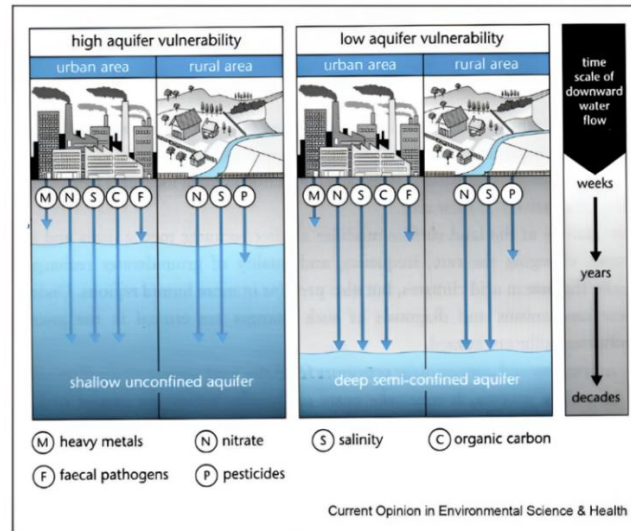 high aquifer vulnerability
urban area
rural area
M N S C F
N S P
shallow unconfined aquifer
low aquifer vulnerability
urban area
rural area
M N S C F
N S P
deep semi-confined aquifer
time
scale of
downward
water
flow
weeks
years
decades
M heavy metals
N nitrate
S salinity
C organic carbon
F faecal pathogens
P pesticides
Current Opinion in Environmental Science & Health